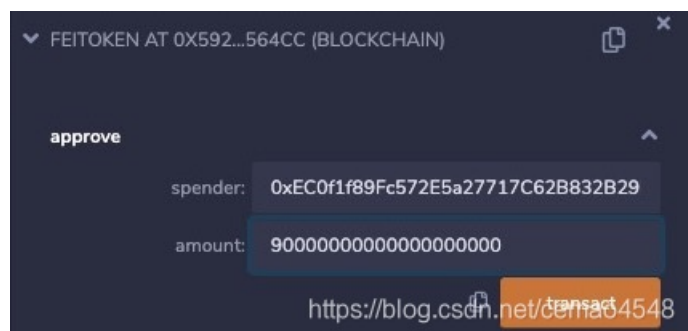 FEITOKEN AT 0X592...564CC (BLOCKCHAIN)
approve
spender: 0xEC0f1f89Fc572E5a27717C62B832B29
amount: 90000000000000000000
transact
https://blog.csdn.net/cemao4548